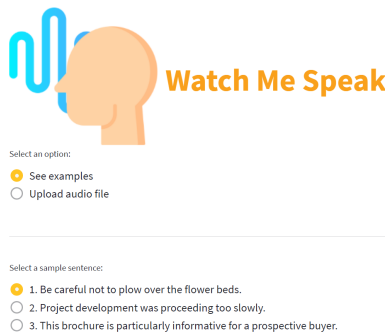 Watch Me Speak
Select an option:
See examples
Upload audio file
Select a sample sentence:
1. Be careful not to plow over the flower beds.
2. Project development was proceeding too slowly.
3. This brochure is particularly informative for a prospective buyer.